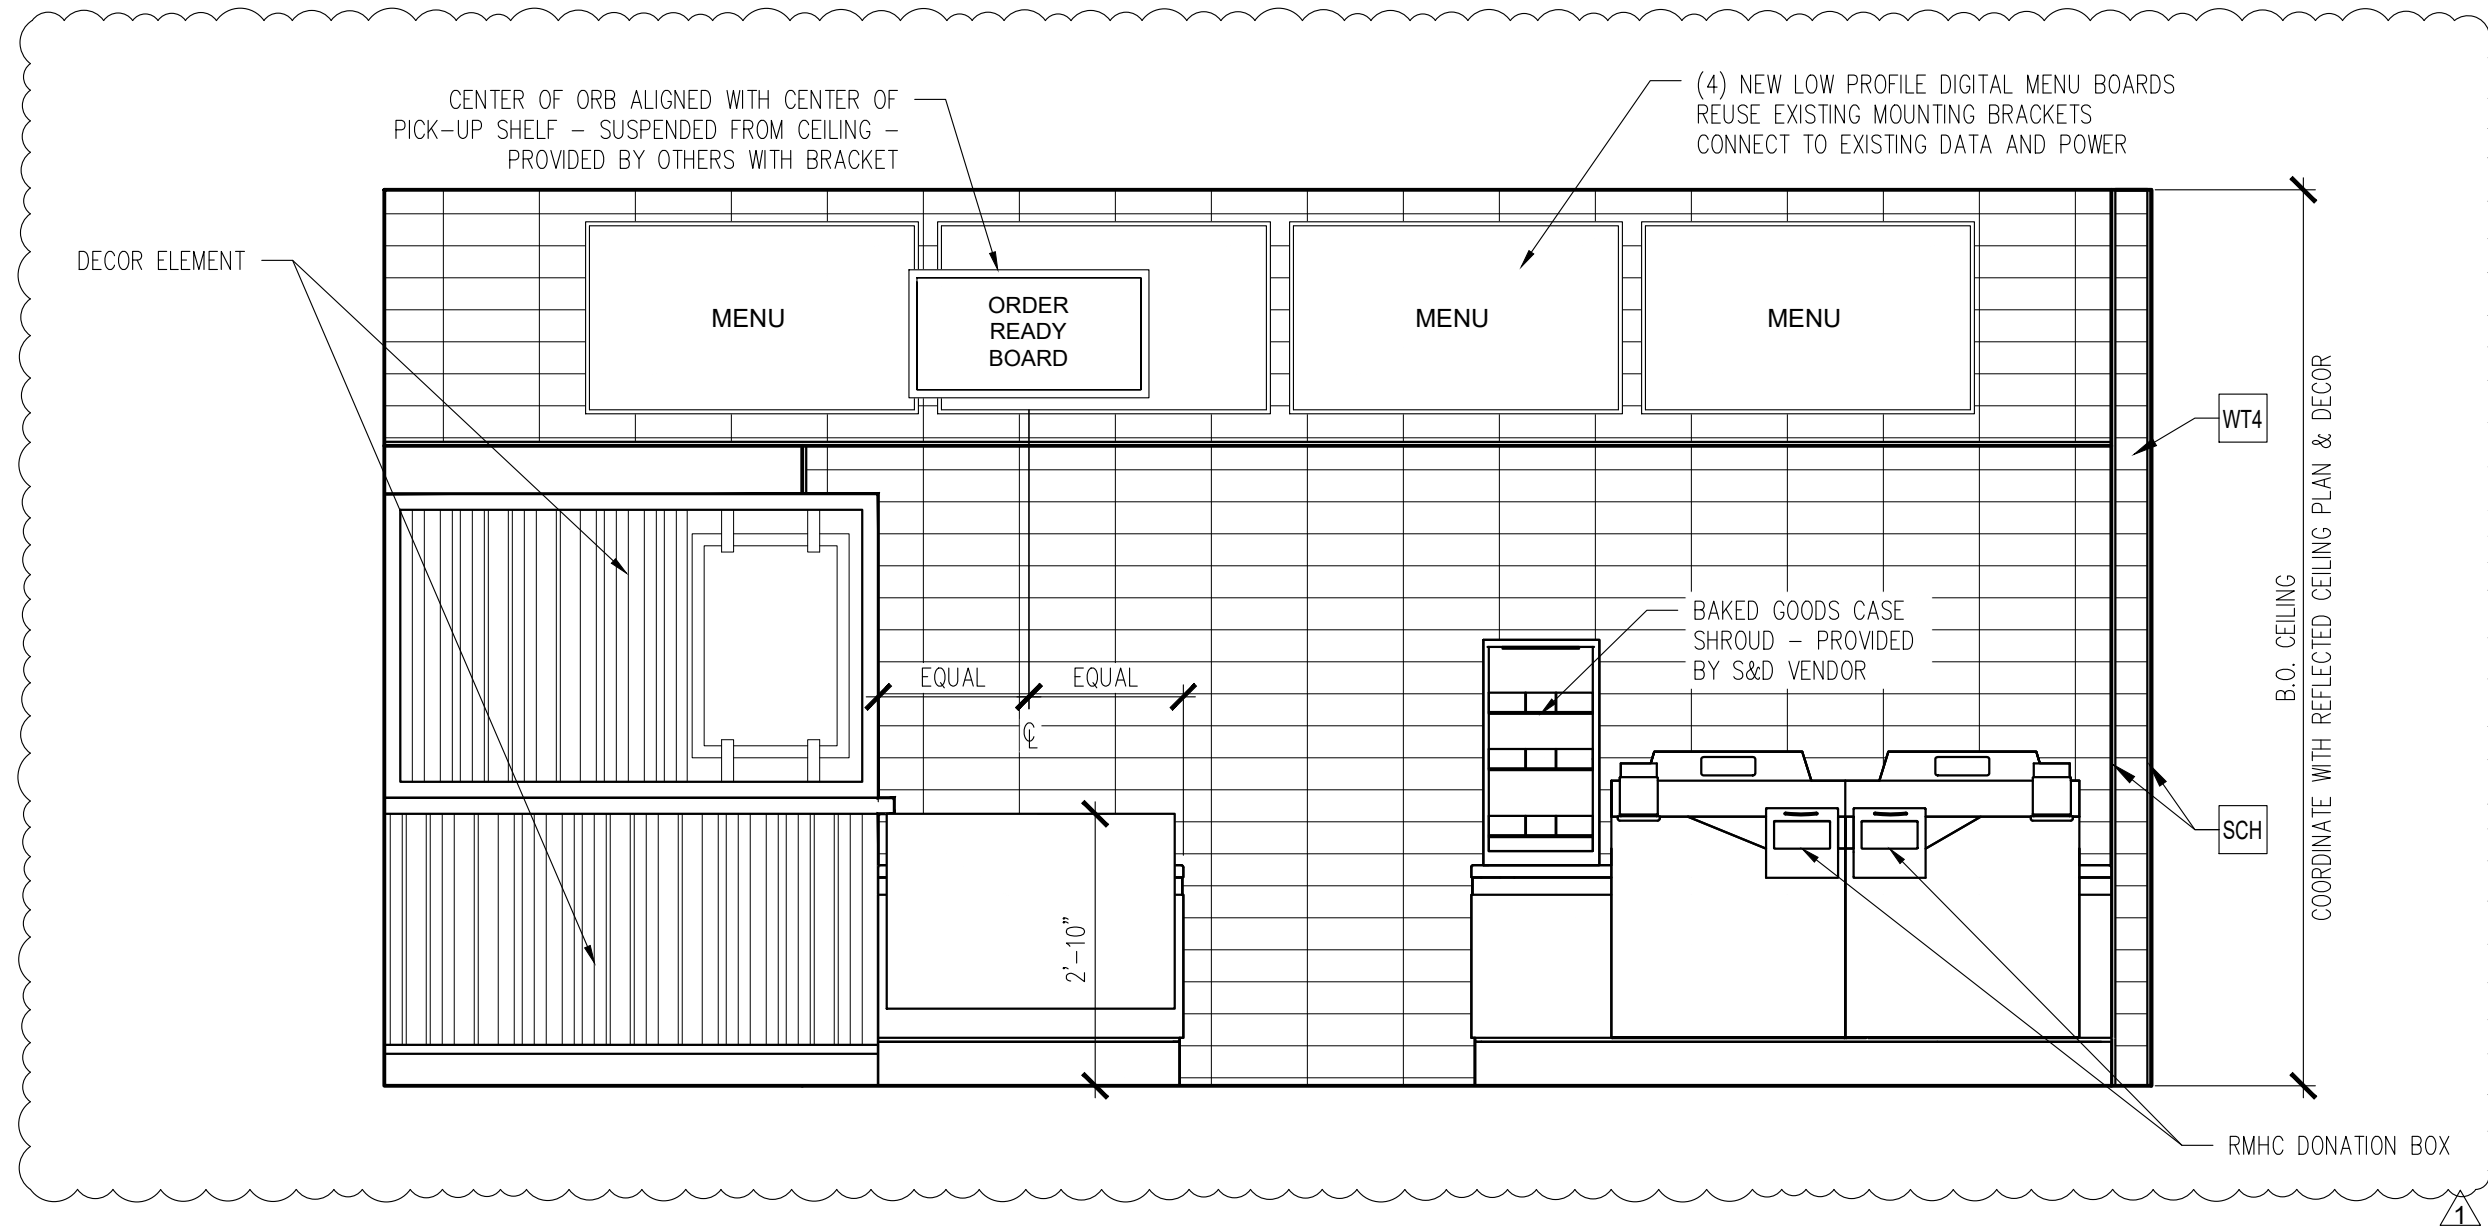 CENTER OF ORB ALIGNED WITH CENTER OF
PICK-UP SHELF - SUSPENDED FROM CEILING -
PROVIDED BY OTHERS WITH BRACKET
(4) NEW LOW PROFILE DIGITAL MENU BOARDS
REUSE EXISTING MOUNTING BRACKETS
CONNECT TO EXISTING DATA AND POWER
DECOR ELEMENT
MENU
ORDER
READY
BOARD
MENU
MENU
WT4
B.O. CEILING
COORDINATE WITH REFLECTED CEILING PLAN & DECOR
BAKED GOODS CASE
SHROUD - PROVIDED
BY S&D VENDOR
EQUAL
EQUAL
℄
SCH
2'-10"
RMHC DONATION BOX
1